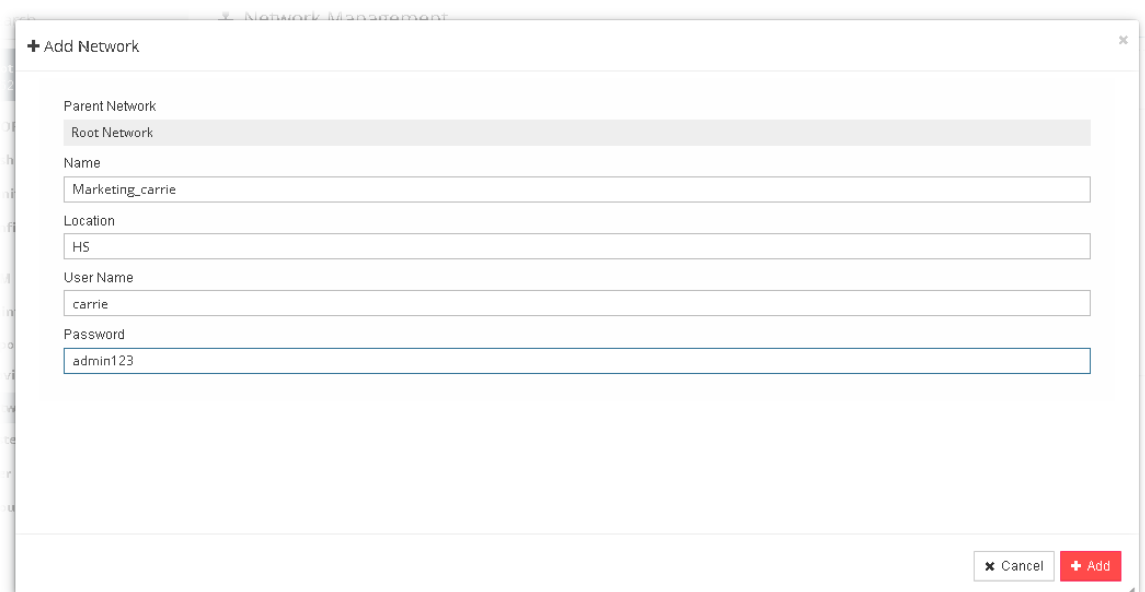 Network Management
Add Network
Parent Network
Root Network
Name
Marketing_carrie
Location
HS
User Name
carrie
Password
admin123
Cancel
Add